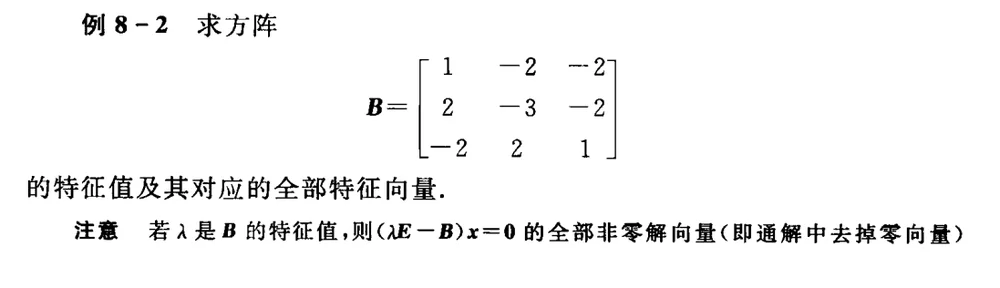 例 8-2 求方阵
B=[1 -2 -2
2 -3 -2
-2 2 1]
的特征值及其对应的全部特征向量.
注意 若 λ 是 B 的特征值,则(λE-B)x=0 的全部非零解向量(即通解中去掉零向量)